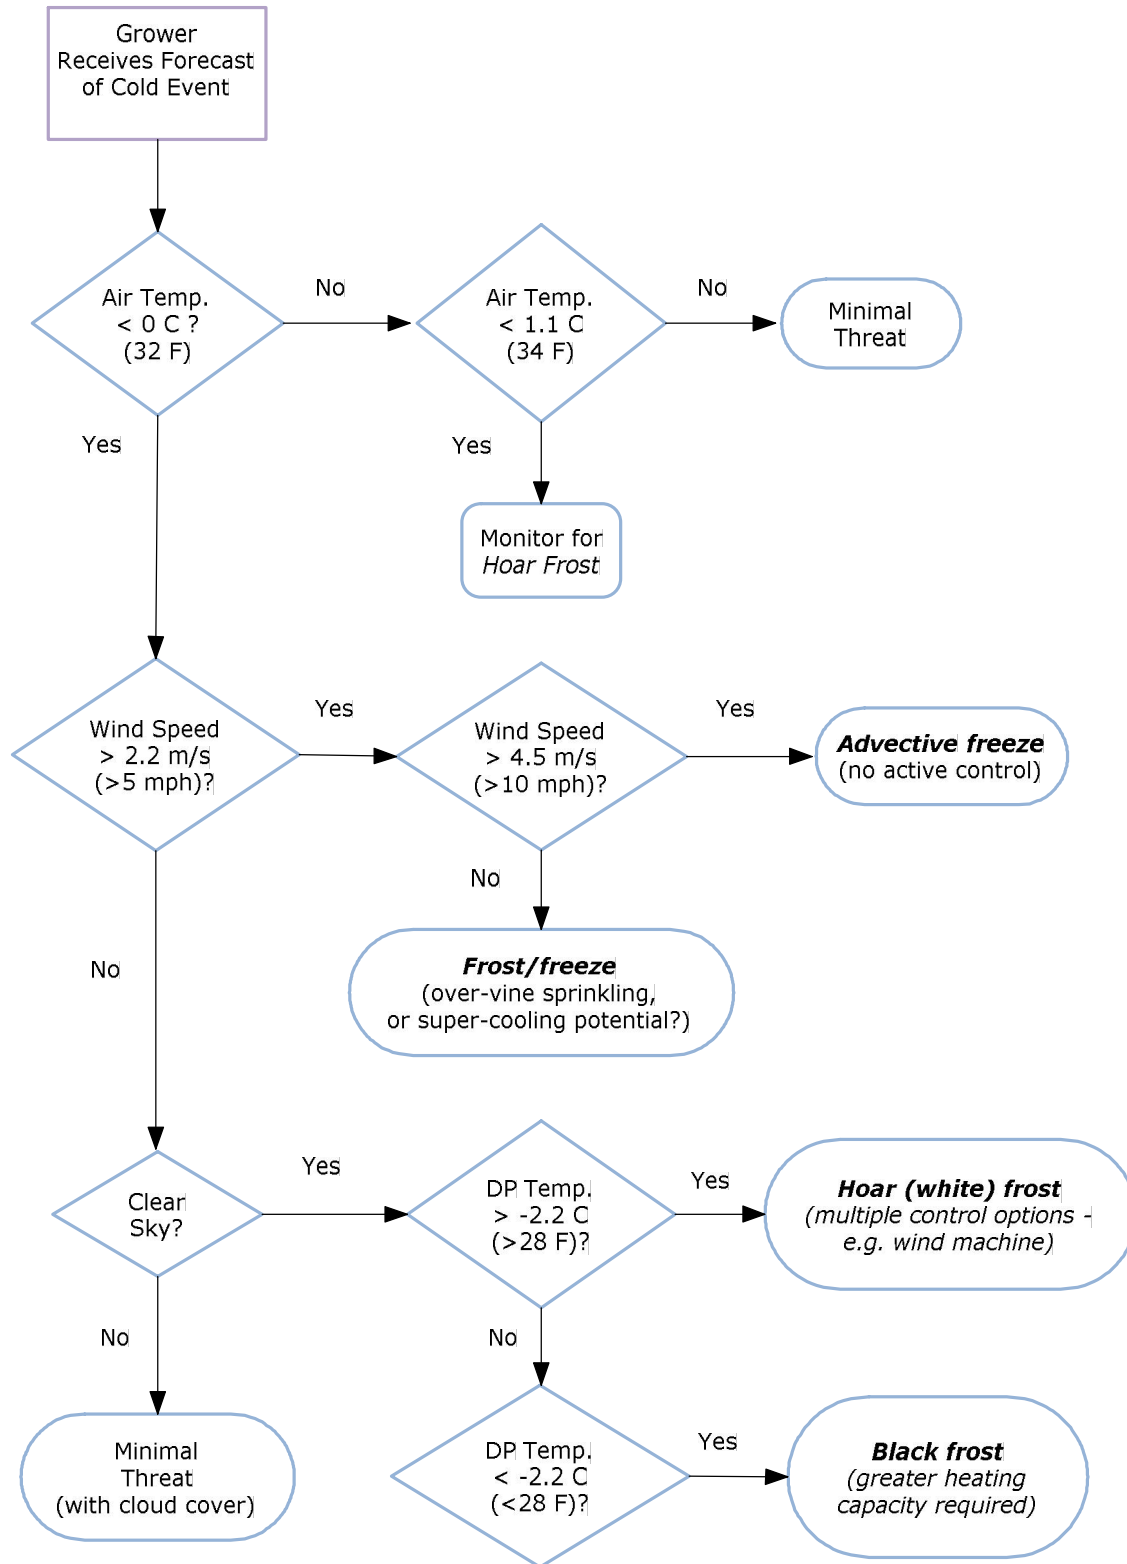 Grower
Receives Forecast
of Cold Event
Air Temp.
< 0 C ?
(32 F)
No
Air Temp.
< 1.1 C
(34 F)
No
Minimal
Threat
Yes
Yes
Monitor for
Hoar Frost
Wind Speed
> 2.2 m/s
(>5 mph)?
Yes
Wind Speed
> 4.5 m/s
(>10 mph)?
Yes
Advective freeze
(no active control)
No
No
Frost/freeze
(over-vine sprinkling,
or super-cooling potential?)
Clear
Sky?
Yes
DP Temp.
> -2.2 C
(>28 F)?
Yes
Hoar (white) frost
(multiple control options -
e.g. wind machine)
No
No
Minimal
Threat
(with cloud cover)
DP Temp.
< -2.2 C
(<28 F)?
Yes
Black frost
(greater heating
capacity required)